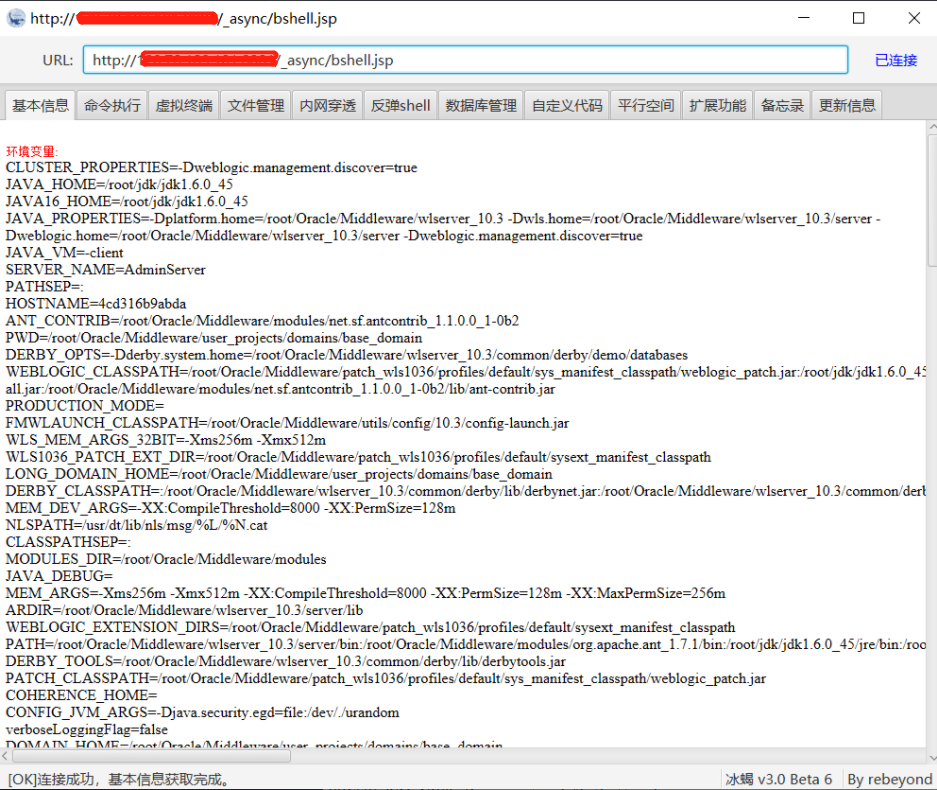 http:// /_async/bshell.jsp
URL: http://1 /_async/bshell.jsp 已连接
基本信息 命令执行 虚拟终端 文件管理 内网穿透 反弹shell 数据库管理 自定义代码 平行空间 扩展功能 备忘录 更新信息
环境变量:
CLUSTER_PROPERTIES=-Dweblogic.management.discover=true
JAVA_HOME=/root/jdk/jdk1.6.0_45
JAVA16_HOME=/root/jdk/jdk1.6.0_45
JAVA_PROPERTIES=-Dplatform.home=/root/Oracle/Middleware/wlserver_10.3 -Dwls.home=/root/Oracle/Middleware/wlserver_10.3/server -
Dweblogic.home=/root/Oracle/Middleware/wlserver_10.3/server -Dweblogic.management.discover=true
JAVA_VM=-client
SERVER_NAME=AdminServer
PATHSEP=:
HOSTNAME=4cd316b9abda
ANT_CONTRIB=/root/Oracle/Middleware/modules/net.sf.antcontrib_1.1.0.0_1-0b2
PWD=/root/Oracle/Middleware/user_projects/domains/base_domain
DERBY_OPTS=-Dderby.system.home=/root/Oracle/Middleware/wlserver_10.3/common/derby/demo/databases
WEBLOGIC_CLASSPATH=/root/Oracle/Middleware/patch_wls1036/profiles/default/sys_manifest_classpath/weblogic_patch.jar:/root/jdk/jdk1.6.0_45
all.jar:/root/Oracle/Middleware/modules/net.sf.antcontrib_1.1.0.0_1-0b2/lib/ant-contrib.jar
PRODUCTION_MODE=
FMWLAUNCH_CLASSPATH=/root/Oracle/Middleware/utils/config/10.3/config-launch.jar
WLS_MEM_ARGS_32BIT=-Xms256m -Xmx512m
WLS1036_PATCH_EXT_DIR=/root/Oracle/Middleware/patch_wls1036/profiles/default/sysext_manifest_classpath
LONG_DOMAIN_HOME=/root/Oracle/Middleware/user_projects/domains/base_domain
DERBY_CLASSPATH=:/root/Oracle/Middleware/wlserver_10.3/common/derby/lib/derbynet.jar:/root/Oracle/Middleware/wlserver_10.3/common/derb
MEM_DEV_ARGS=-XX:CompileThreshold=8000 -XX:PermSize=128m
NLSPATH=/usr/dt/lib/nls/msg/%L/%N.cat
CLASSPATHSEP=:
MODULES_DIR=/root/Oracle/Middleware/modules
JAVA_DEBUG=
MEM_ARGS=-Xms256m -Xmx512m -XX:CompileThreshold=8000 -XX:PermSize=128m -XX:MaxPermSize=256m
ARDIR=/root/Oracle/Middleware/wlserver_10.3/server/lib
WEBLOGIC_EXTENSION_DIRS=/root/Oracle/Middleware/patch_wls1036/profiles/default/sysext_manifest_classpath
PATH=/root/Oracle/Middleware/wlserver_10.3/server/bin:/root/Oracle/Middleware/modules/org.apache.ant_1.7.1/bin:/root/jdk/jdk1.6.0_45/jre/bin:/roo
DERBY_TOOLS=/root/Oracle/Middleware/wlserver_10.3/common/derby/lib/derbytools.jar
PATCH_CLASSPATH=/root/Oracle/Middleware/patch_wls1036/profiles/default/sys_manifest_classpath/weblogic_patch.jar
COHERENCE_HOME=
CONFIG_JVM_ARGS=-Djava.security.egd=file:/dev/./urandom
verboseLoggingFlag=false
DOMAIN_HOME=/root/Oracle/Middleware/user_projects/domains/base_domain
[OK]连接成功，基本信息获取完成。 冰蝎 v3.0 Beta 6 By rebeyond